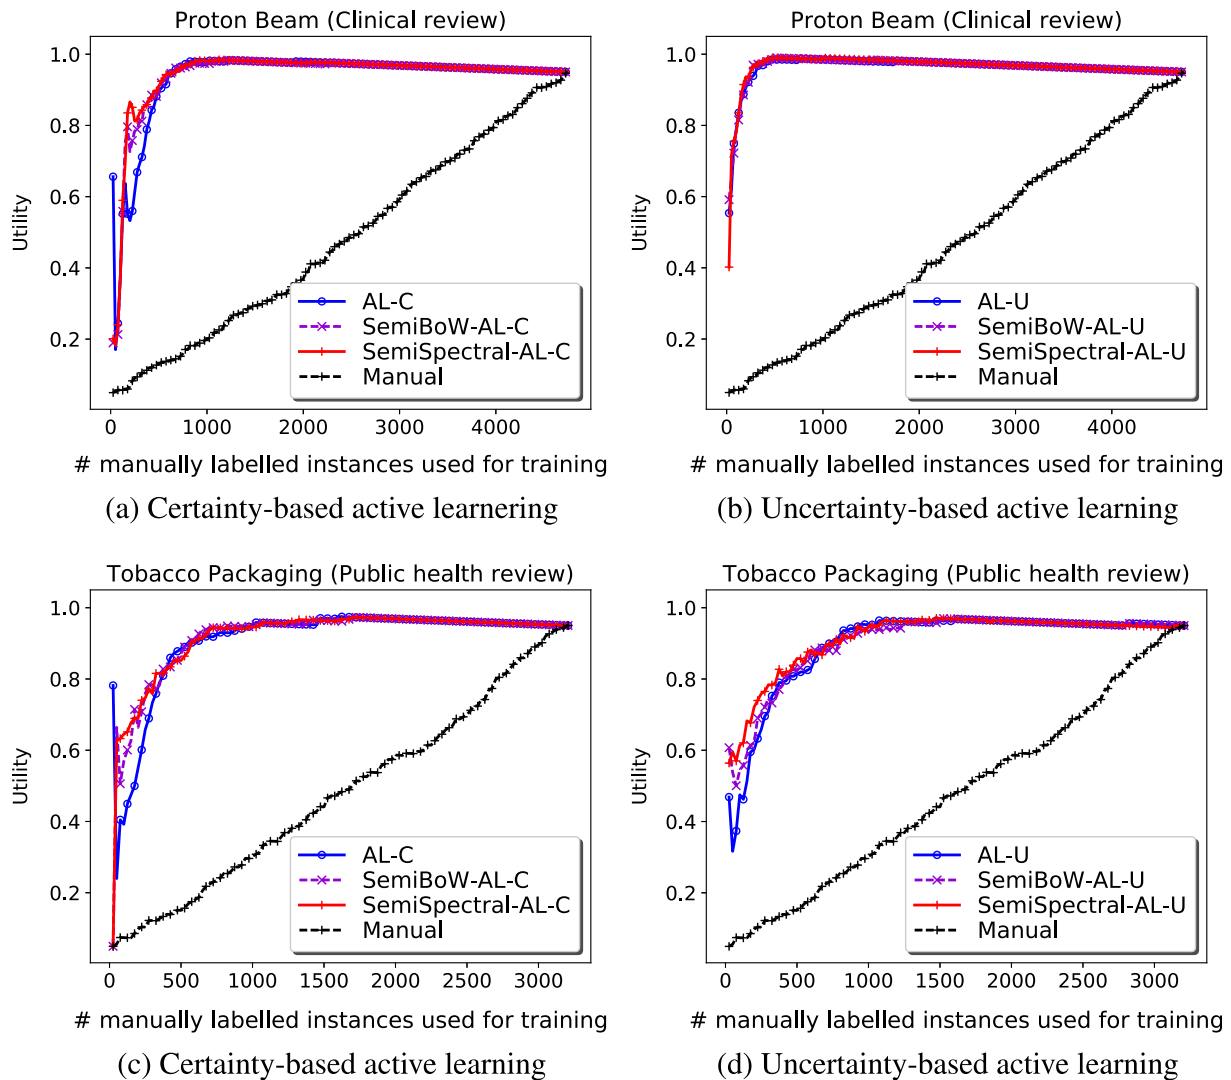 Proton Beam (Clinical review)
1.0
0.8
0.6
0.4
0.2
Utility
AL-C
SemiBoW-AL-C
SemiSpectral-AL-C
Manual
0 1000 2000 3000 4000
# manually labelled instances used for training
(a) Certainty-based active learnering
Proton Beam (Clinical review)
1.0
0.8
0.6
0.4
0.2
Utility
AL-U
SemiBoW-AL-U
SemiSpectral-AL-U
Manual
0 1000 2000 3000 4000
# manually labelled instances used for training
(b) Uncertainty-based active learning
Tobacco Packaging (Public health review)
1.0
0.8
0.6
0.4
0.2
Utility
AL-C
SemiBoW-AL-C
SemiSpectral-AL-C
Manual
0 500 1000 1500 2000 2500 3000
# manually labelled instances used for training
(c) Certainty-based active learning
Tobacco Packaging (Public health review)
1.0
0.8
0.6
0.4
0.2
Utility
AL-U
SemiBoW-AL-U
SemiSpectral-AL-U
Manual
0 500 1000 1500 2000 2500 3000
# manually labelled instances used for training
(d) Uncertainty-based active learning